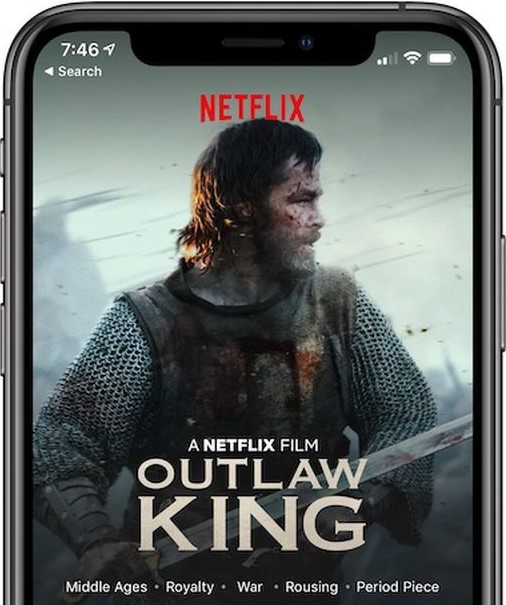 7:46
◀ Search
NETFLIX
A NETFLIX FILM
OUTLAW
KING
Middle Ages • Royalty • War • Rousing • Period Piece